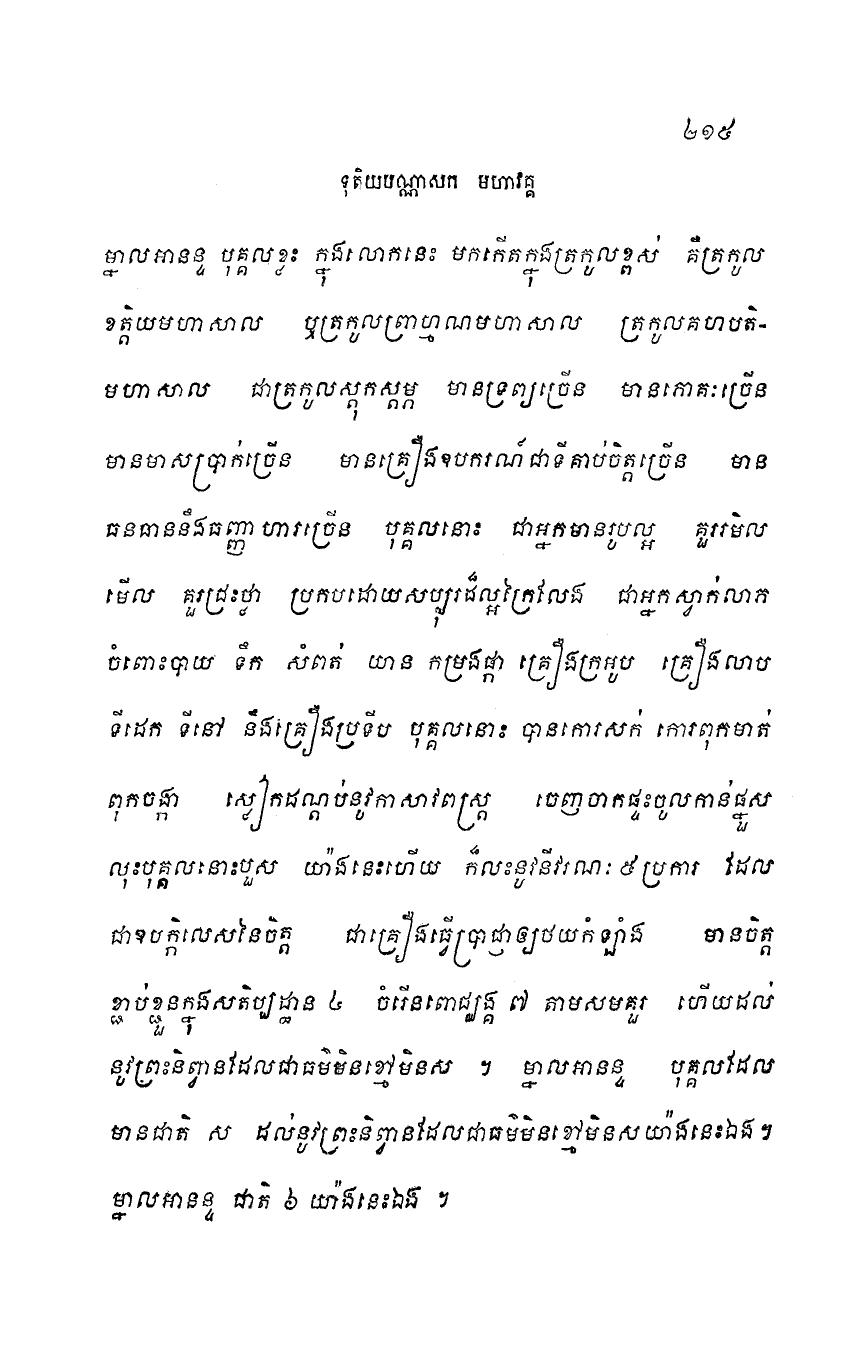 ២១៥
ទុតិយបណ្ណាសក មហាវគ្គ
ម្នាលអានន្ទ បុគ្គលខ្លះ ក្នុងលោកនេះ មកកើតក្នុងត្រកូលខ្ពស់ គឺត្រកូល
ខត្តិយមហាសាល ឬត្រកូលព្រាហ្មណមហាសាល ត្រកូលគហបតិ-
មហាសាល ជាត្រកូលស្តុកស្តម្ភ មានទ្រព្យច្រើន មានភោគៈច្រើន
មានមាសប្រាក់ច្រើន មានគ្រឿងឧបករណ៍ជាទីគាប់ចិត្តច្រើន មាន
ធនធាននឹងធញ្ញាហារច្រើន បុគ្គលនោះ ជាអ្នកមានរូបល្អ គួររមិល
មើល គួរជ្រះថ្លា ប្រកបដោយសម្បុរដ៏ល្អក្រៃលែង ជាអ្នកស្វាក់លាភ
ចំពោះបាយ ទឹក សំពត់ យាន កម្រងផ្កា គ្រឿងក្រអូប គ្រឿងលាប
ទីដេក ទីនៅ នឹងគ្រឿងប្រទីប បុគ្គលនោះ បានកោរសក់ កោរពុកមាត់
ពុកចង្កា ស្លៀកដណ្តប់នូវកាសាវពស្ត្រ ចេញចាកផ្ទះចូលកាន់ផ្នួស
លុះបុគ្គលនោះបួស យ៉ាងនេះហើយ ក៏លះនូវនីវរណៈ ៥ ប្រការ ដែល
ជាឧបក្កិលេសនៃចិត្ត ជាគ្រឿងធ្វើប្រាជ្ញាឲ្យថយកំឡាំង មានចិត្ត
ខ្ជាប់ខ្ជួនក្នុងសតិប្បដ្ឋាន ៤ ចំរើនពោជ្ឈង្គ ៧ តាមសមគួរ ហើយដល់
នូវព្រះនិព្វានដែលជាធម៌មិនខ្មៅមិនស ។ ម្នាលអានន្ទ បុគ្គលដែល
មានជាតិ ស ដល់នូវព្រះនិព្វានដែលជាធម៌មិនខ្មៅមិនសយ៉ាងនេះឯង។
ម្នាលអានន្ទ ជាតិ ៦ យ៉ាងនេះឯង ។